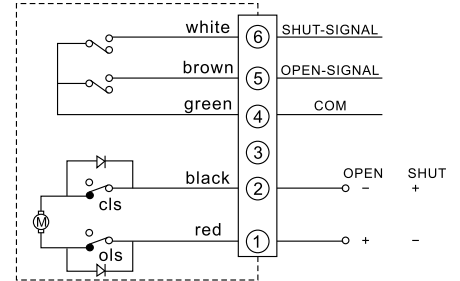 white 6 SHUT-SIGNAL
brown 5 OPEN-SIGNAL
green 4 COM
3
OPEN SHUT
black 2 − +
cls
M
red 1 + −
ols